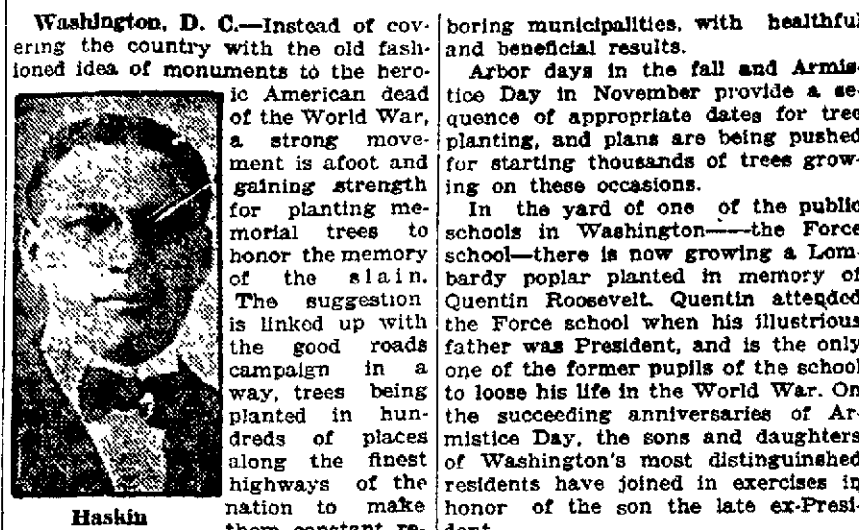 Washington, D. C.—Instead of cov-
ering the country with the old fash-
ioned idea of monuments to the hero-
ic American dead
of the World War,
a strong move-
ment is afoot and
gaining strength
for planting me-
morial trees to
honor the memory
of the slain.
The suggestion
is linked up with
the good roads
campaign in a
way, trees being
planted in hun-
dreds of places
along the finest
highways of the
nation to make
them constant re-
Haskin
boring municipalities, with healthful
and beneficial results.
Arbor days in the fall and Armis-
tice Day in November provide a se-
quence of appropriate dates for tree
planting, and plans are being pushed
for starting thousands of trees grow-
ing on these occasions.
In the yard of one of the public
schools in Washington——the Force
school—there is now growing a Lom-
bardy poplar planted in memory of
Quentin Roosevelt. Quentin attended
the Force school when his illustrious
father was President, and is the only
one of the former pupils of the school
to loose his life in the World War. On
the succeeding anniversaries of Ar-
mistice Day, the sons and daughters
of Washington's most distinguished
residents have joined in exercises in
honor of the son the late ex-Presi-
dent.